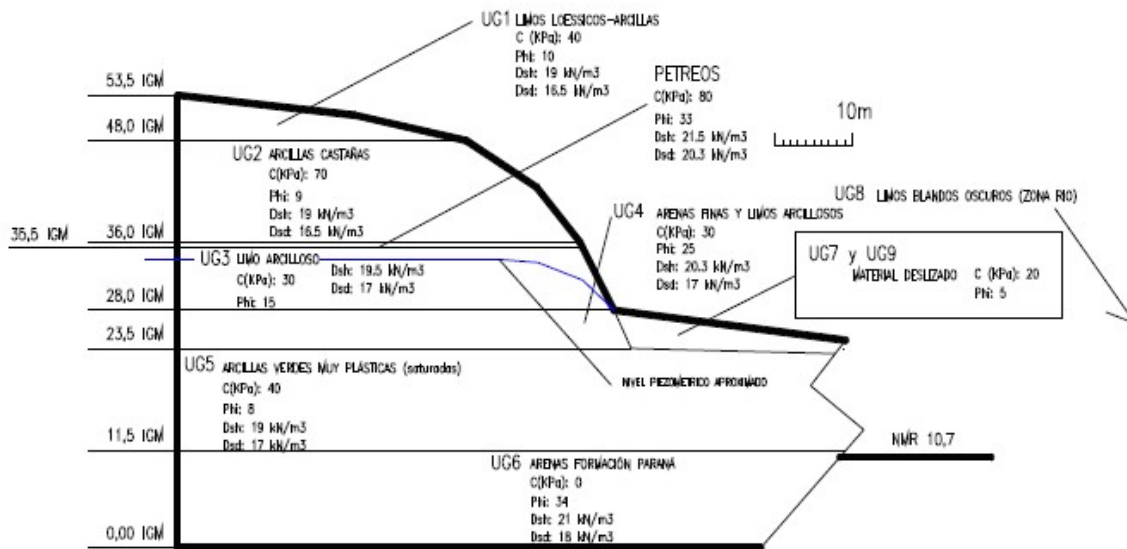 UG1 LIMOS LOESSICOS-ARCILLAS
C (KPa): 40
Phi: 10
Dsh: 19 kN/m3
Dsd: 16.5 kN/m3
PETREOS
C(KPa): 80
Phi: 33
Dsh: 21.5 kN/m3
Dsd: 20.3 kN/m3
10m
53,5 IGM
48,0 IGM
UG2 ARCILLAS CASTAÑAS
C(KPa): 70
Phi: 9
Dsh: 19 kN/m3
Dsd: 16.5 kN/m3
UG8 LIMOS BLANDOS OSCUROS (ZONA RIO)
UG4 ARENAS FINAS Y LIMOS ARCILLOSOS
C(KPa): 30
Phi: 25
Dsh: 20.3 kN/m3
Dsd: 17 kN/m3
35,5 IGM
36,0 IGM
UG3 LIMO ARCILLOSO
C(KPa): 30
Phi: 15
Dsh: 19.5 kN/m3
Dsd: 17 kN/m3
UG7 y UG9
MATERIAL DESLIZADO C (KPa): 20
Phi: 5
28,0 IGM
23,5 IGM
UG5 ARCILLAS VERDES MUY PLÁSTICAS (saturadas)
C(KPa): 40
Phi: 8
Dsh: 19 kN/m3
Dsd: 17 kN/m3
NIVEL PIEZOMETRICO APROXIMADO
11,5 IGM
NMR 10,7
UG6 ARENAS FORMACIÓN PARANÁ
C(KPa): 0
Phi: 34
Dsh: 21 kN/m3
Dsd: 18 kN/m3
0,00 IGM